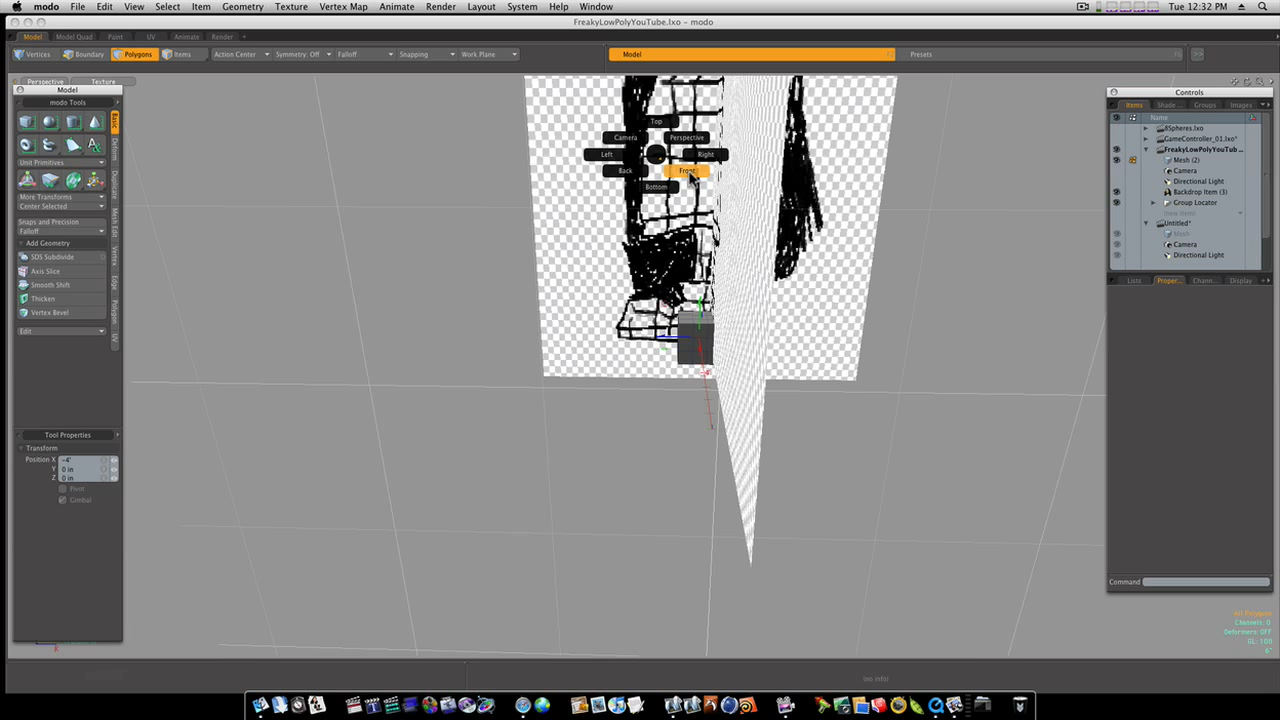 modo File Edit View Select Item Geometry Texture Vertex Map Animate Render Layout System Help Window Tue 12:32 PM
FreakyLowPolyYouTube.lxo - modo
Model Model Quad Paint UV Animate Render +
Vertices Boundary Polygons Items Action Center Symmetry: Off Falloff Snapping Work Plane Model Presets >>
Perspective Texture
Model
modo Tools
Basic
Deform
Duplicate
Mesh Edit
Vertex
Edge
Polygon
UV
Unit Primitives
More Transforms
Center Selected
Snaps and Precision
Falloff
Add Geometry
SDS Subdivide
Axis Slice
Smooth Shift
Thicken
Vertex Bevel
Edit
Tool Properties
Transform
Position X -4'
Y 0 in
Z 0 in
Pivot
Gimbal
Top
Camera Perspective
Left Right
Back Front
Bottom
Controls
Items Shade ... Groups Images
Name
8Spheres.lxo
GameController_01.lxo*
FreakyLowPolyYouTub ...
Mesh (2)
Camera
Directional Light
Backdrop Item (3)
Group Locator
(new item)
Untitled*
Mesh
Camera
Directional Light
Lists Proper... Chann... Display
Command
Channels: 0
Deformers: OFF
GL: 108
6"
(no info)